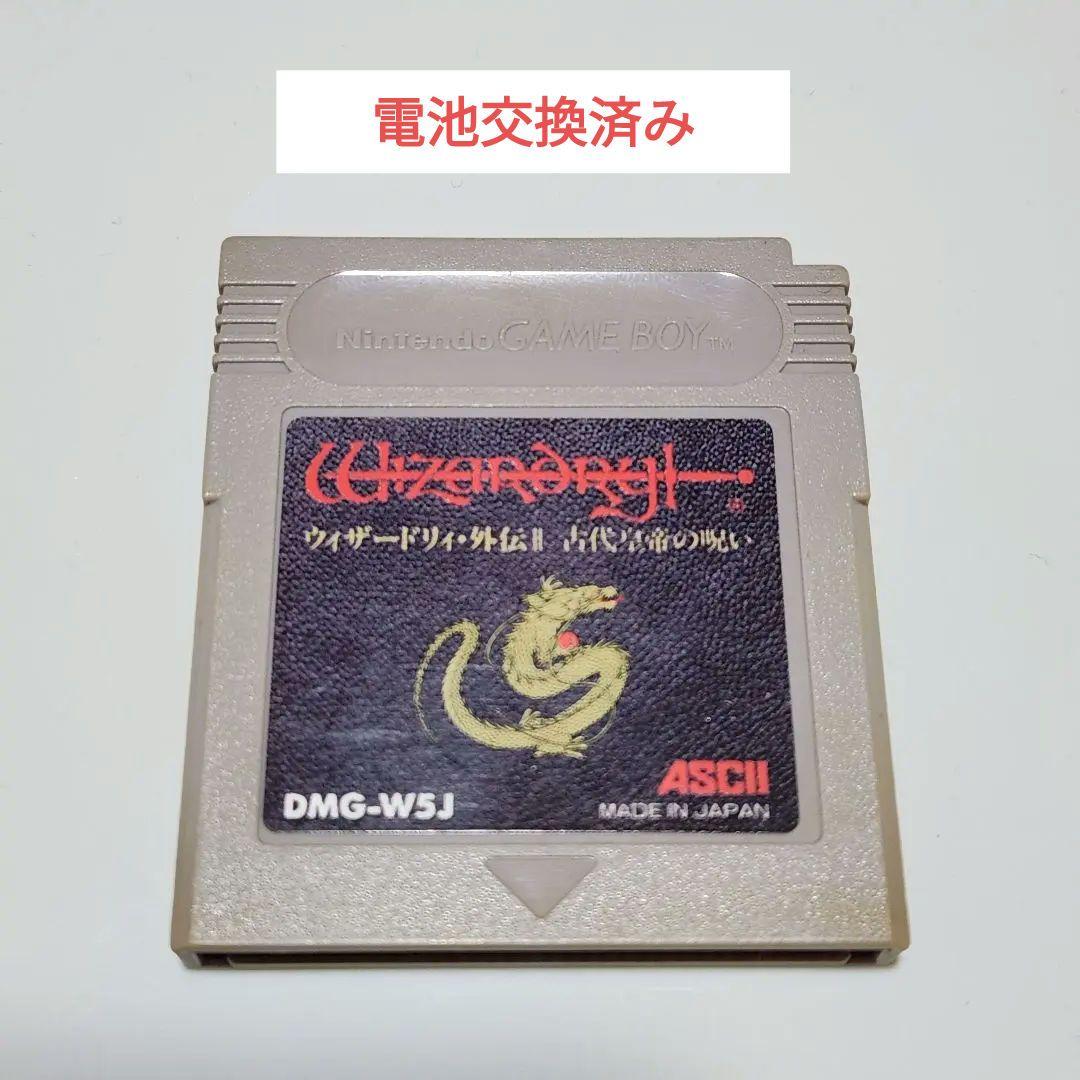 電池交換済み
Nintendo GAME BOY™
Wizardry
ウィザードリィ・外伝II 古代皇帝の呪い
ASCII
DMG-W5J
MADE IN JAPAN